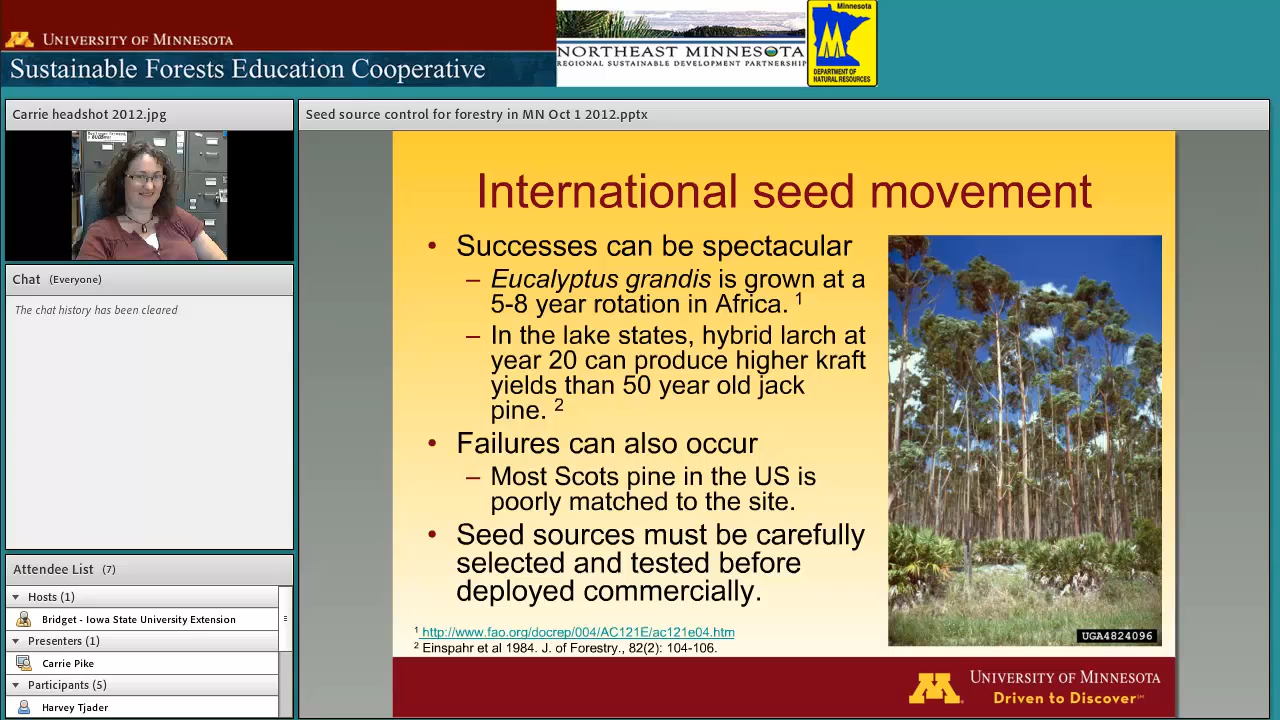 UNIVERSITY OF MINNESOTA
Sustainable Forests Education Cooperative
NORTHEAST MINNESOTA
REGIONAL SUSTAINABLE DEVELOPMENT PARTNERSHIP
Minnesota
DEPARTMENT OF
NATURAL RESOURCES
Carrie headshot 2012.jpg
Chat (Everyone)
The chat history has been cleared
Attendee List (7)
Hosts (1)
Bridget - Iowa State University Extension
Presenters (1)
Carrie Pike
Participants (5)
Harvey Tjader
Seed source control for forestry in MN Oct 1 2012.pptx
International seed movement
• Successes can be spectacular
– Eucalyptus grandis is grown at a
5-8 year rotation in Africa. 1
– In the lake states, hybrid larch at
year 20 can produce higher kraft
yields than 50 year old jack
pine. 2
• Failures can also occur
– Most Scots pine in the US is
poorly matched to the site.
• Seed sources must be carefully
selected and tested before
deployed commercially.
1 http://www.fao.org/docrep/004/AC121E/ac121e04.htm
2 Einspahr et al 1984. J. of Forestry., 82(2): 104-106.
UGA4824096
UNIVERSITY OF MINNESOTA
Driven to Discover℠